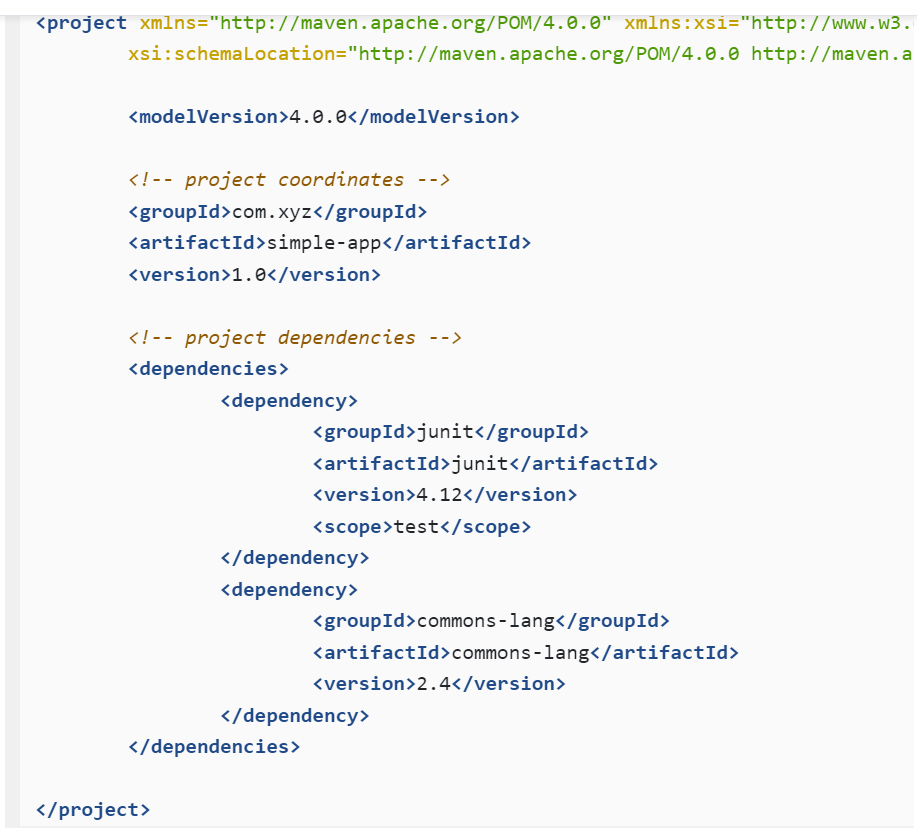 <project xmlns="http://maven.apache.org/POM/4.0.0" xmlns:xsi="http://www.w3.
xsi:schemaLocation="http://maven.apache.org/POM/4.0.0 http://maven.a
<modelVersion>4.0.0</modelVersion>
<!-- project coordinates -->
<groupId>com.xyz</groupId>
<artifactId>simple-app</artifactId>
<version>1.0</version>
<!-- project dependencies -->
<dependencies>
<dependency>
<groupId>junit</groupId>
<artifactId>junit</artifactId>
<version>4.12</version>
<scope>test</scope>
</dependency>
<dependency>
<groupId>commons-lang</groupId>
<artifactId>commons-lang</artifactId>
<version>2.4</version>
</dependency>
</dependencies>
</project>